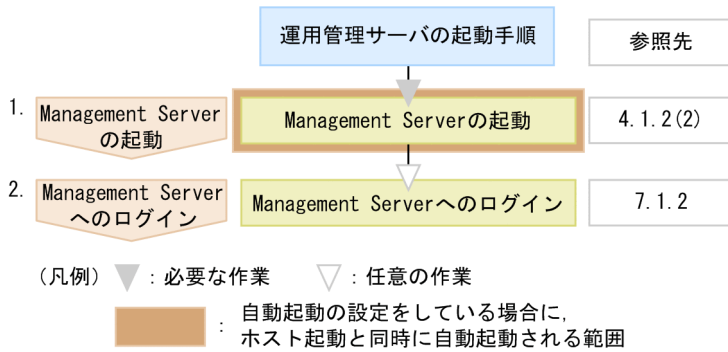 運用管理サーバの起動手順
参照先
1.
Management Server
の起動
Management Serverの起動
4.1.2(2)
2.
Management Server
へのログイン
Management Serverへのログイン
7.1.2
(凡例) :必要な作業 :任意の作業
: 自動起動の設定をしている場合に,
ホスト起動と同時に自動起動される範囲